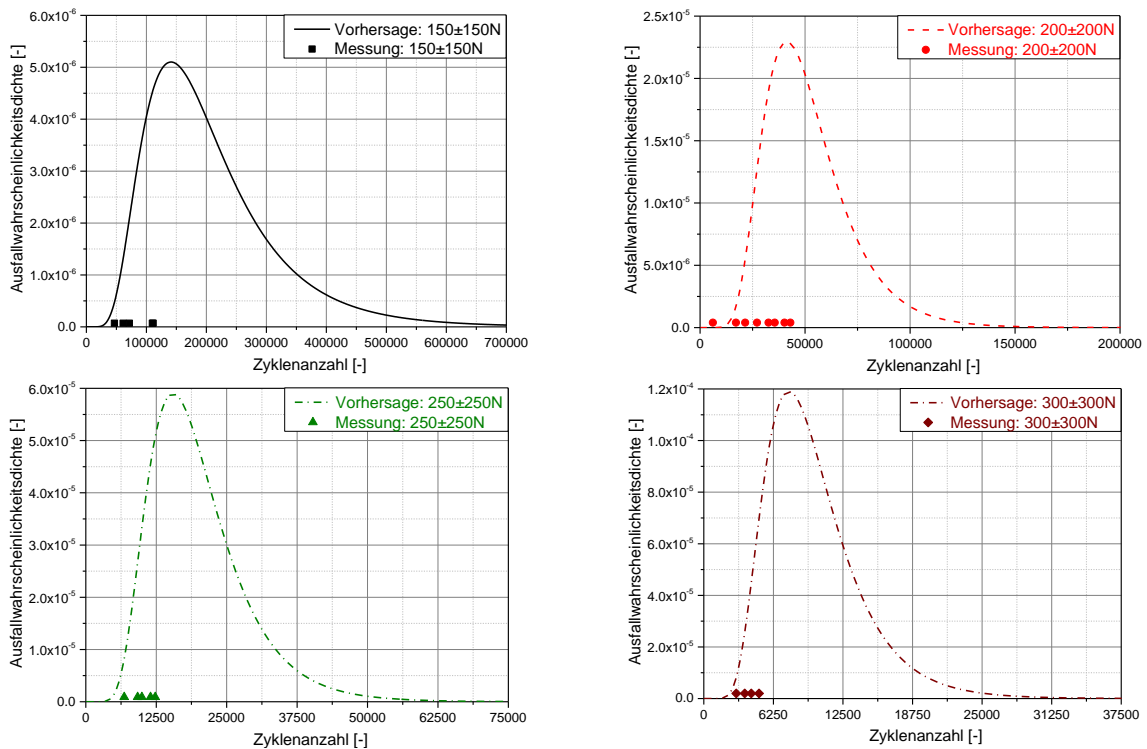 Vorhersage: 150±150N
Messung: 150±150N
Ausfallwahrscheinlichkeitsdichte [-]
6.0x10⁻⁶
5.0x10⁻⁶
4.0x10⁻⁶
3.0x10⁻⁶
2.0x10⁻⁶
1.0x10⁻⁶
0.0
0 100000 200000 300000 400000 500000 600000 700000
Zyklenanzahl [-]
Vorhersage: 200±200N
Messung: 200±200N
Ausfallwahrscheinlichkeitsdichte [-]
2.5x10⁻⁵
2.0x10⁻⁵
1.5x10⁻⁵
1.0x10⁻⁵
5.0x10⁻⁶
0.0
0 50000 100000 150000 200000
Zyklenanzahl [-]
Vorhersage: 250±250N
Messung: 250±250N
Ausfallwahrscheinlichkeitsdichte [-]
6.0x10⁻⁵
5.0x10⁻⁵
4.0x10⁻⁵
3.0x10⁻⁵
2.0x10⁻⁵
1.0x10⁻⁵
0.0
0 12500 25000 37500 50000 62500 75000
Zyklenanzahl [-]
Vorhersage: 300±300N
Messung: 300±300N
Ausfallwahrscheinlichkeitsdichte [-]
1.2x10⁻⁴
1.0x10⁻⁴
8.0x10⁻⁵
6.0x10⁻⁵
4.0x10⁻⁵
2.0x10⁻⁵
0.0
0 6250 12500 18750 25000 31250 37500
Zyklenanzahl [-]